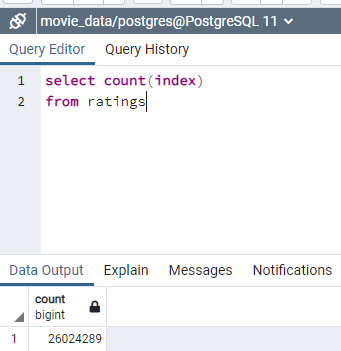 movie_data/postgres@PostgreSQL 11
Query Editor Query History
1 select count(index)
2 from ratings
Data Output Explain Messages Notifications
count
bigint
1 26024289